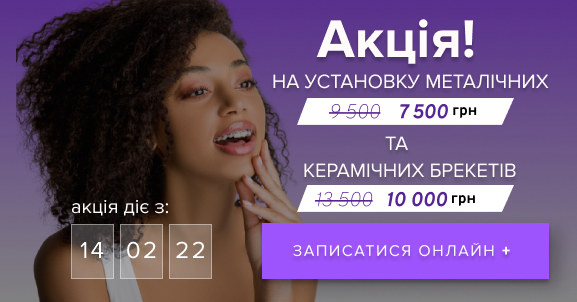 Акція!
НА УСТАНОВКУ МЕТАЛІЧНИХ
9 500 7 500 грн
ТА
КЕРАМІЧНИХ БРЕКЕТІВ
13 500 10 000 грн
акція діє з:
14 02 22
ЗАПИСАТИСЯ ОНЛАЙН +